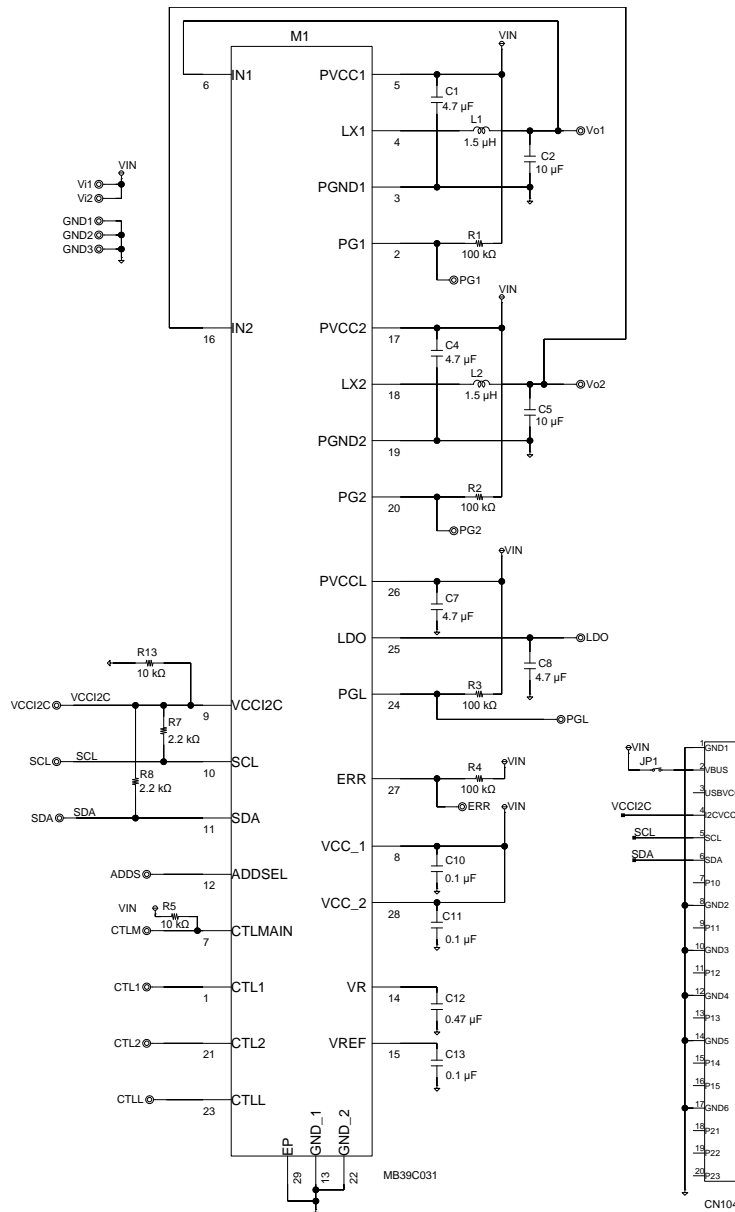 M1
VIN
6
IN1
PVCC1
5
C1
4.7 µF
L1
LX1
4
1.5 µH
Vo1
C2
10 µF
VIN
Vi1
Vi2
PGND1
3
GND1
GND2
GND3
R1
PG1
2
100 kΩ
PG1
VIN
16
IN2
PVCC2
17
C4
4.7 µF
L2
LX2
18
1.5 µH
Vo2
C5
10 µF
PGND2
19
R2
PG2
20
100 kΩ
PG2
VIN
PVCCL
26
C7
4.7 µF
LDO
25
LDO
C8
4.7 µF
R13
10 kΩ
R3
PGL
24
100 kΩ
PGL
VCCI2C
VCCI2C
9
VCCI2C
R7
2.2 kΩ
SCL
SCL
10
SCL
R8
2.2 kΩ
SDA
SDA
11
SDA
VIN
R4
ERR
27
100 kΩ
ERR
VIN
VCC_1
8
C10
0.1 µF
ADDS
12
ADDSEL
VCC_2
28
C11
0.1 µF
VIN
R5
10 kΩ
CTLM
7
CTLMAIN
CTL1
1
CTL1
VR
14
C12
0.47 µF
CTL2
21
CTL2
VREF
15
C13
0.1 µF
CTLL
23
CTLL
EP
GND_1
GND_2
29
13
22
MB39C031
VIN
JP1
VCCI2C
SCL
SDA
1
GND1
2
VBUS
3
4
5
SCL
6
SDA
7
P10
8
GND2
9
P11
10
GND3
11
P12
12
GND4
13
P13
14
GND5
15
P14
16
P15
17
GND6
18
P21
19
P22
20
P23